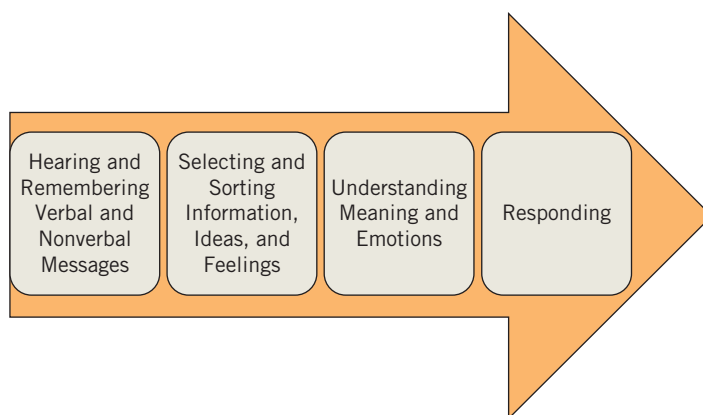 Hearing and
Remembering
Verbal and
Nonverbal
Messages
Selecting and
Sorting
Information,
Ideas, and
Feelings
Understanding
Meaning and
Emotions
Responding